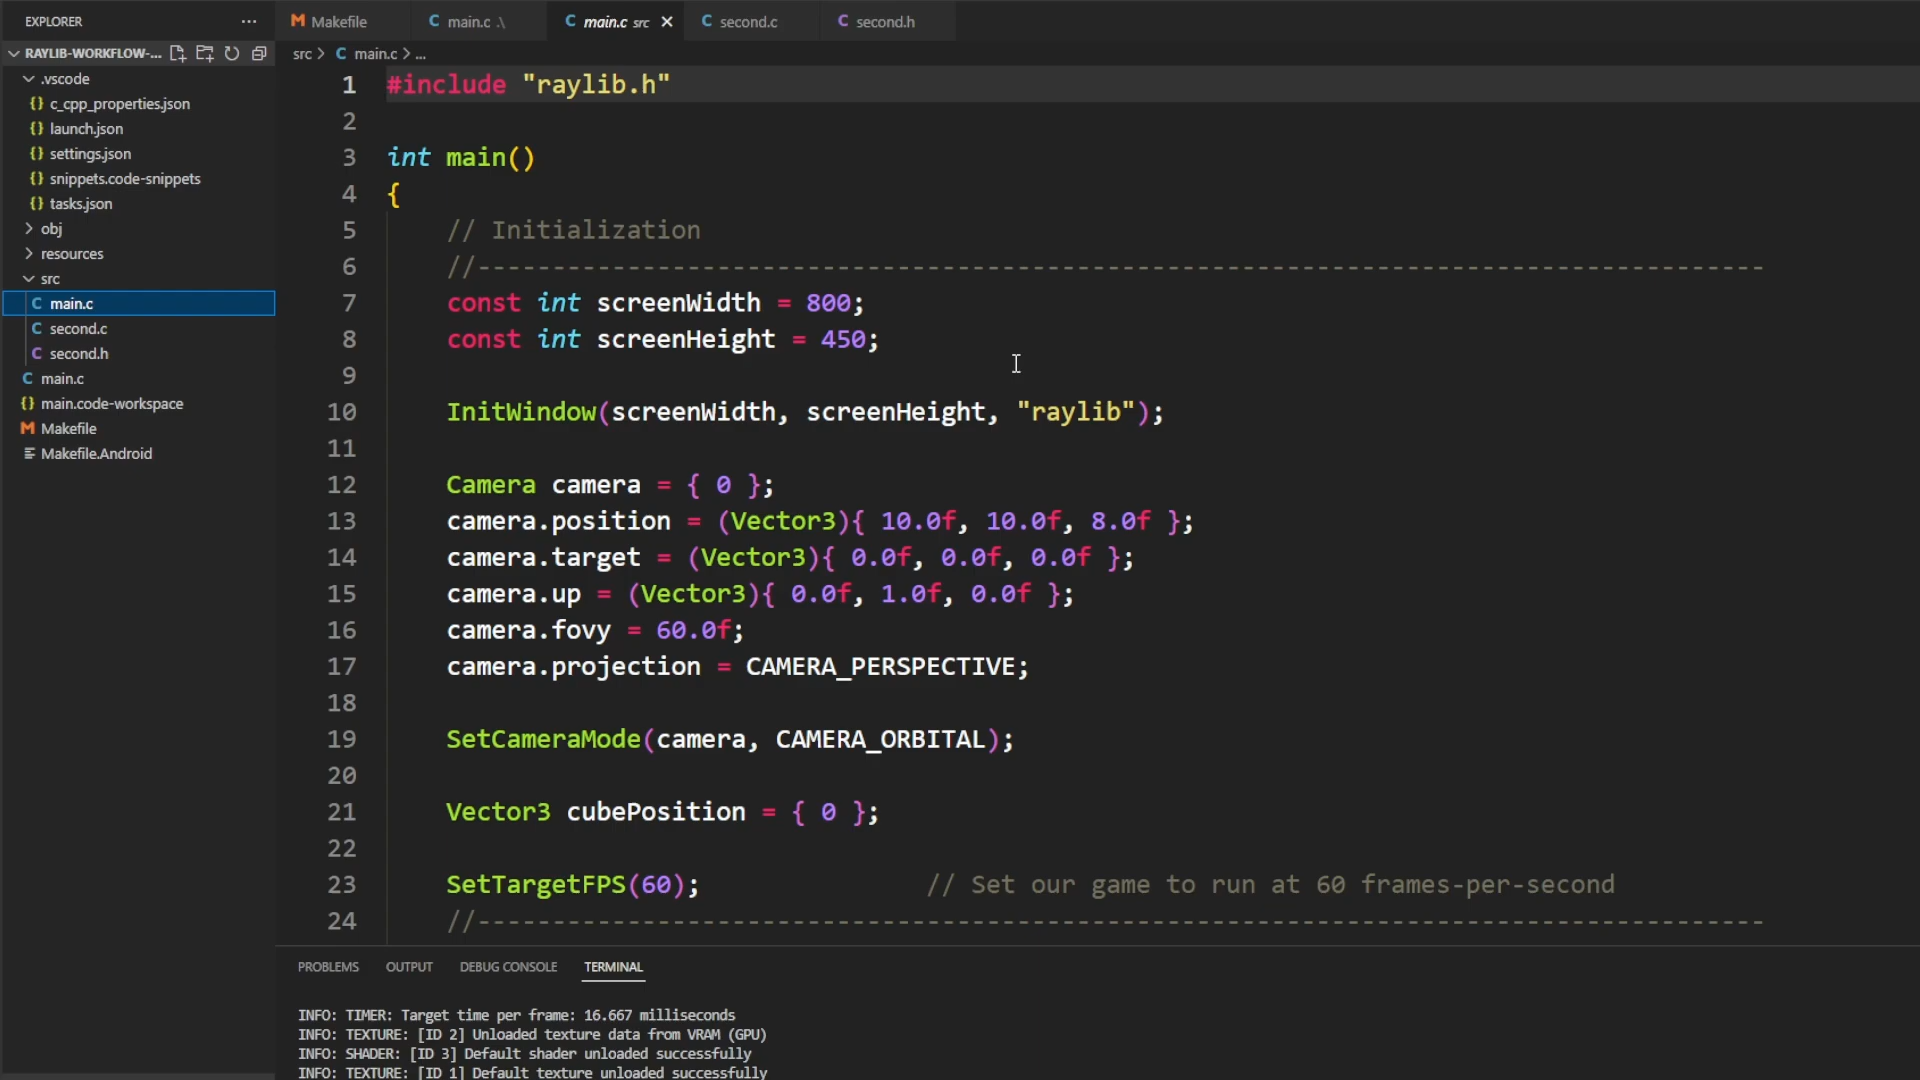 EXPLORER ...
RAYLIB-WORKFLOW-...
.vscode
{} c_cpp_properties.json
{} launch.json
{} settings.json
{} snippets.code-snippets
{} tasks.json
obj
resources
src
C main.c
C second.c
C second.h
C main.c
{} main.code-workspace
M Makefile
Makefile.Android
M Makefile C main.c .\ C main.c src C second.c C second.h
src > C main.c > ...
1 #include "raylib.h"
2
3 int main()
4 {
5 // Initialization
6 //--------------------------------------------------------------------------------------
7 const int screenWidth = 800;
8 const int screenHeight = 450;
9
10 InitWindow(screenWidth, screenHeight, "raylib");
11
12 Camera camera = { 0 };
13 camera.position = (Vector3){ 10.0f, 10.0f, 8.0f };
14 camera.target = (Vector3){ 0.0f, 0.0f, 0.0f };
15 camera.up = (Vector3){ 0.0f, 1.0f, 0.0f };
16 camera.fovy = 60.0f;
17 camera.projection = CAMERA_PERSPECTIVE;
18
19 SetCameraMode(camera, CAMERA_ORBITAL);
20
21 Vector3 cubePosition = { 0 };
22
23 SetTargetFPS(60); // Set our game to run at 60 frames-per-second
24 //--------------------------------------------------------------------------------------
PROBLEMS OUTPUT DEBUG CONSOLE TERMINAL
INFO: TIMER: Target time per frame: 16.667 milliseconds
INFO: TEXTURE: [ID 2] Unloaded texture data from VRAM (GPU)
INFO: SHADER: [ID 3] Default shader unloaded successfully
INFO: TEXTURE: [ID 1] Default texture unloaded successfully